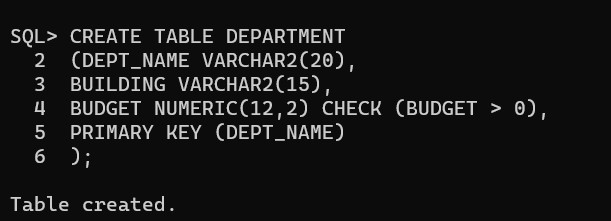 SQL> CREATE TABLE DEPARTMENT
2 (DEPT_NAME VARCHAR2(20),
3 BUILDING VARCHAR2(15),
4 BUDGET NUMERIC(12,2) CHECK (BUDGET > 0),
5 PRIMARY KEY (DEPT_NAME)
6 );
Table created.